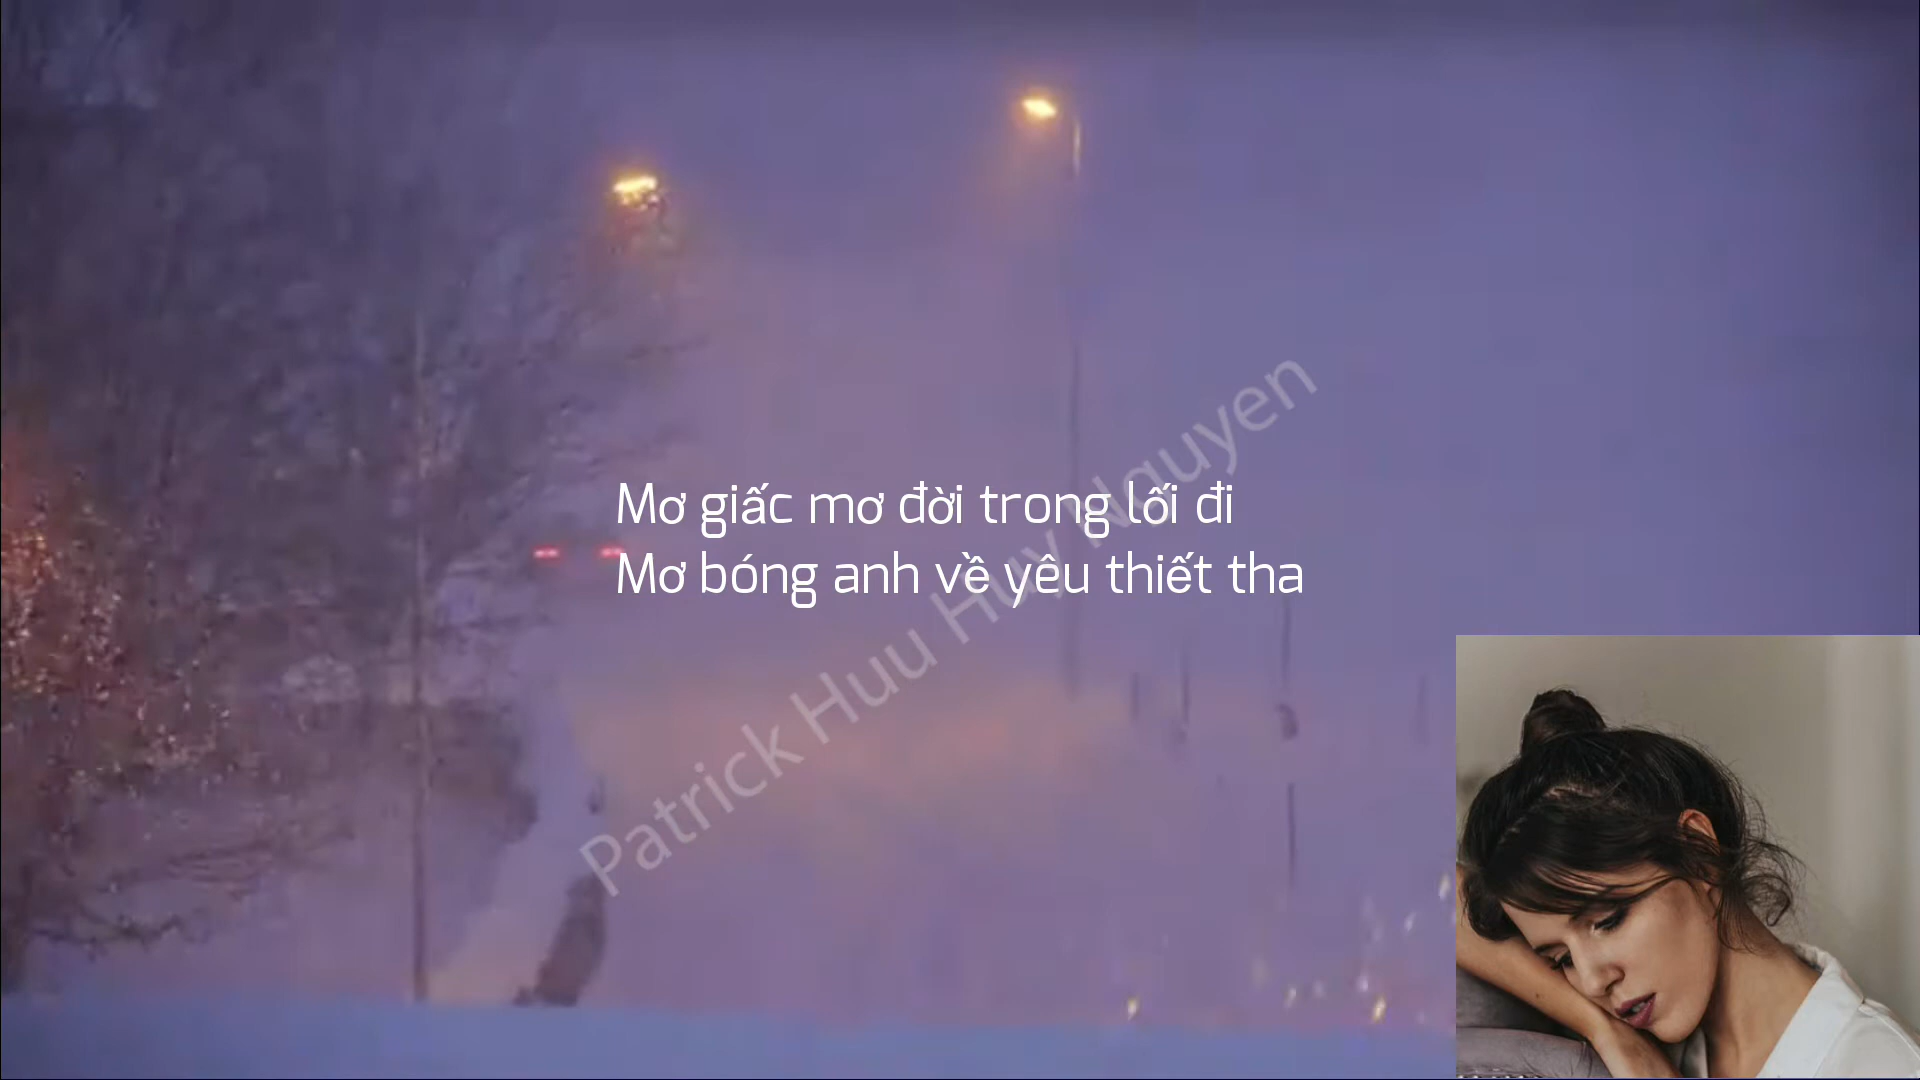 Mơ giấc mơ đời trong lối đi
Mơ bóng anh về yêu thiết tha
Patrick Huu Huy Nguyen